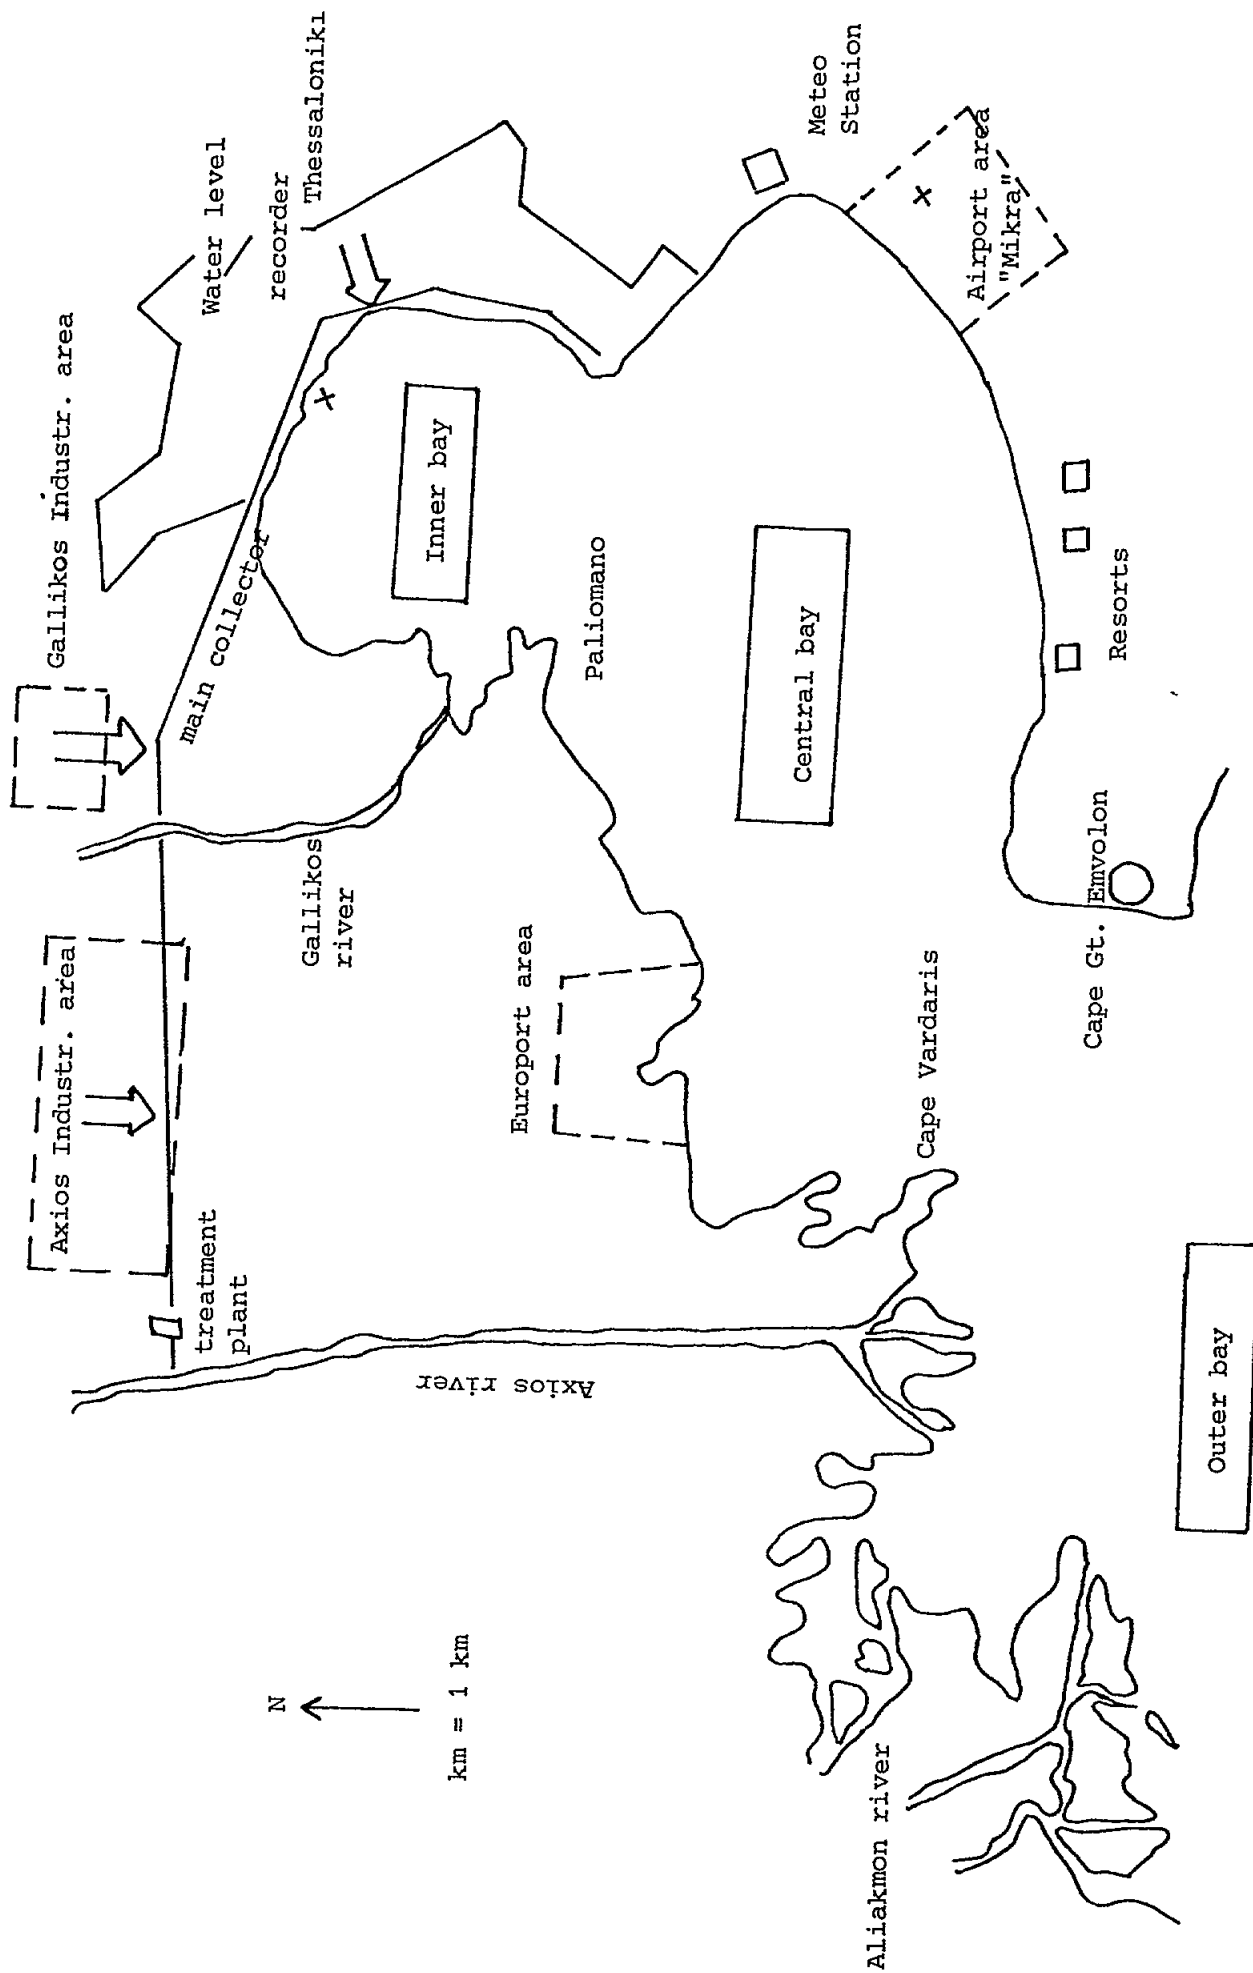 Gallikos Industr. area
Axios Industr. area
Water level
recorder
Thessaloniki
main collector
treatment
plant
Gallikos
river
Axios river
N
km = 1 km
Inner bay
Paliomano
Europort area
Meteo
Station
Airport area
"Mikra"
Central bay
Resorts
Cape Vardaris
Cape Gt. Emvolon
Aliakmon river
Outer bay